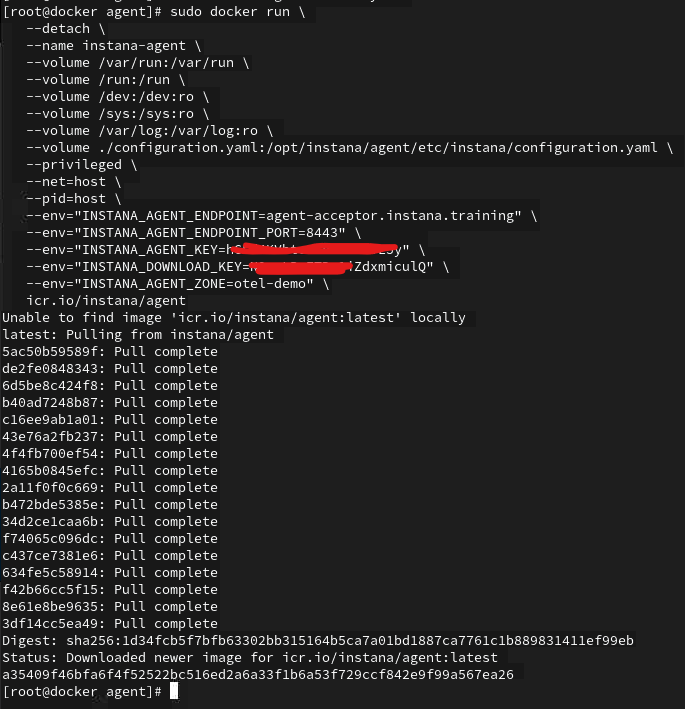 [root@docker agent]# sudo docker run \
--detach \
--name instana-agent \
--volume /var/run:/var/run \
--volume /run:/run \
--volume /dev:/dev:ro \
--volume /sys:/sys:ro \
--volume /var/log:/var/log:ro \
--volume ./configuration.yaml:/opt/instana/agent/etc/instana/configuration.yaml \
--privileged \
--net=host \
--pid=host \
--env="INSTANA_AGENT_ENDPOINT=agent-acceptor.instana.training" \
--env="INSTANA_AGENT_ENDPOINT_PORT=8443" \
--env="INSTANA_AGENT_KEY= \
--env="INSTANA_DOWNLOAD_KEY= ZdxmiculQ" \
--env="INSTANA_AGENT_ZONE=otel-demo" \
icr.io/instana/agent
Unable to find image 'icr.io/instana/agent:latest' locally
latest: Pulling from instana/agent
5ac50b59589f: Pull complete
de2fe0848343: Pull complete
6d5be8c424f8: Pull complete
b40ad7248b87: Pull complete
c16ee9ab1a01: Pull complete
43e76a2fb237: Pull complete
4f4fb700ef54: Pull complete
4165b0845efc: Pull complete
2a11f0f0c669: Pull complete
b472bde5385e: Pull complete
34d2ce1caa6b: Pull complete
f74065c096dc: Pull complete
c437ce7381e6: Pull complete
634fe5c58914: Pull complete
f42b66cc5f15: Pull complete
8e61e8be9635: Pull complete
3df14cc5ea49: Pull complete
Digest: sha256:1d34fcb5f7bfb63302bb315164b5ca7a01bd1887ca7761c1b889831411ef99eb
Status: Downloaded newer image for icr.io/instana/agent:latest
a35409f46bfa6f4f52522bc516ed2a6a33f1b6a53f729ccf842e9f99a567ea26
[root@docker agent]#